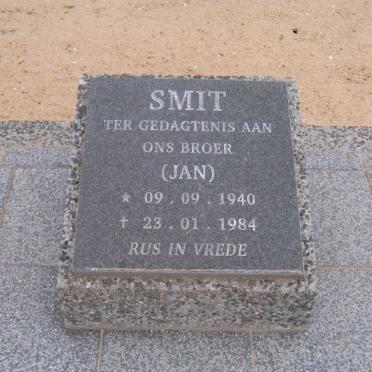 SMIT
TER GEDAGTENIS AAN
ONS BROER
(JAN)
★ 09.09.1940
✝ 23.01.1984
RUS IN VREDE